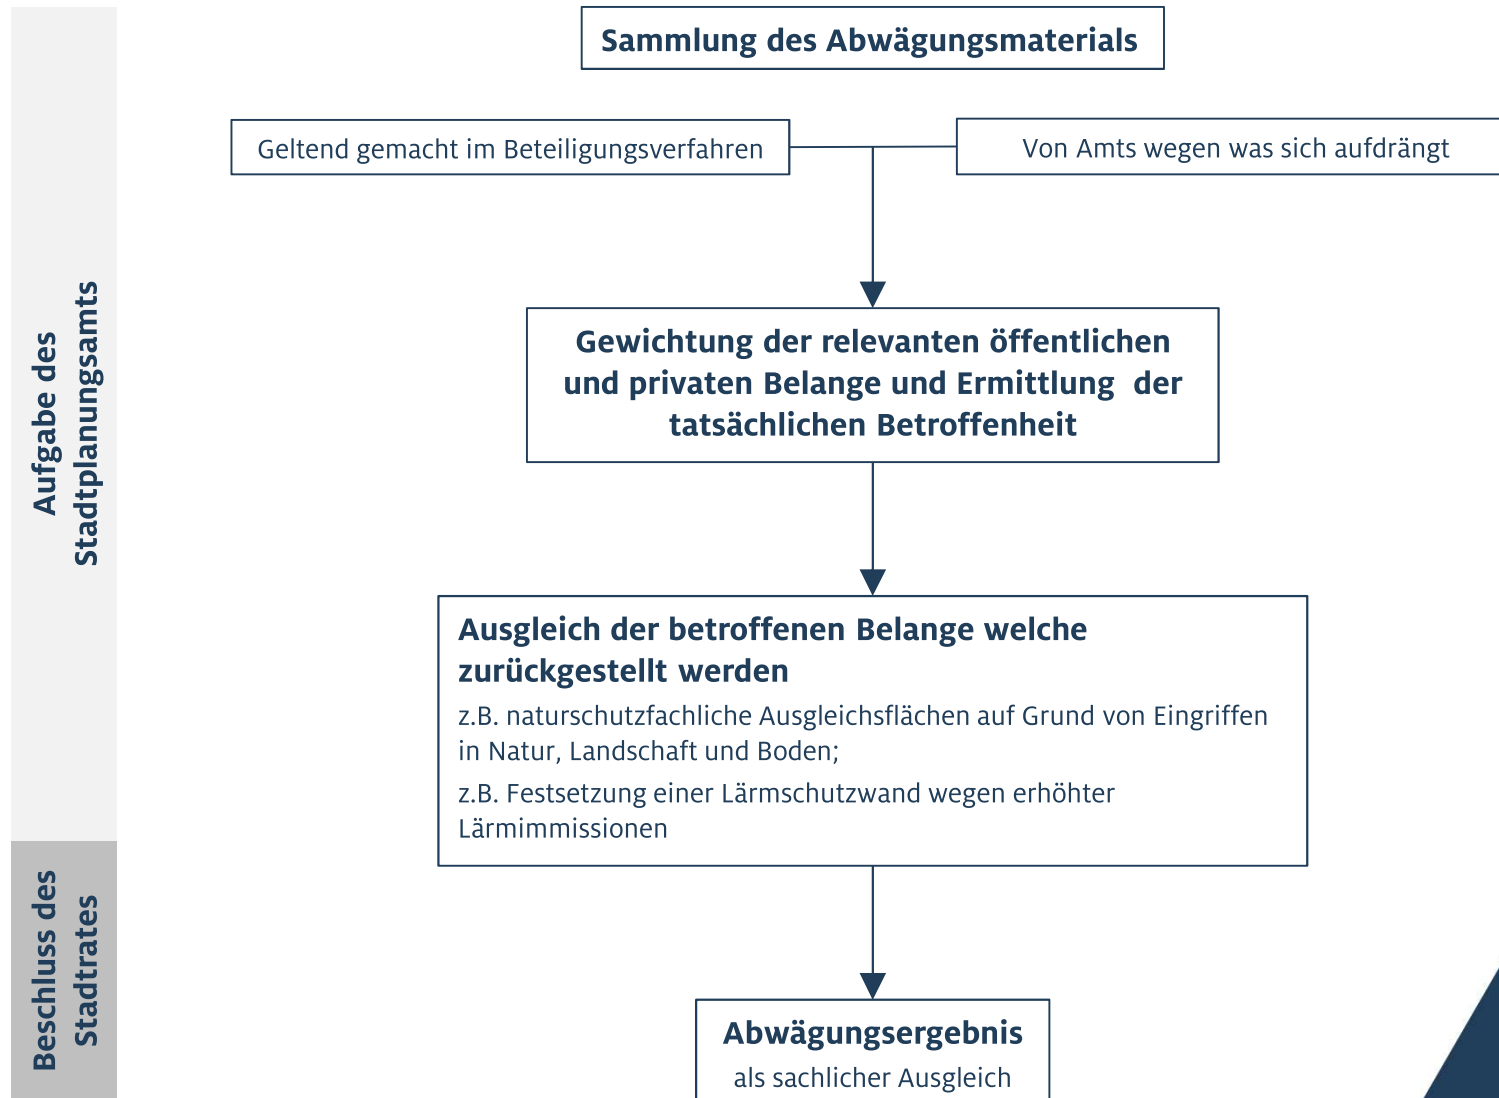 Sammlung des Abwägungsmaterials
Geltend gemacht im Beteiligungsverfahren
Von Amts wegen was sich aufdrängt
Aufgabe des
Stadtplanungsamts
Gewichtung der relevanten öffentlichen
und privaten Belange und Ermittlung der
tatsächlichen Betroffenheit
Ausgleich der betroffenen Belange welche
zurückgestellt werden
z.B. naturschutzfachliche Ausgleichsflächen auf Grund von Eingriffen
in Natur, Landschaft und Boden;
z.B. Festsetzung einer Lärmschutzwand wegen erhöhter
Lärmimmissionen
Beschluss des
Stadtrates
Abwägungsergebnis
als sachlicher Ausgleich